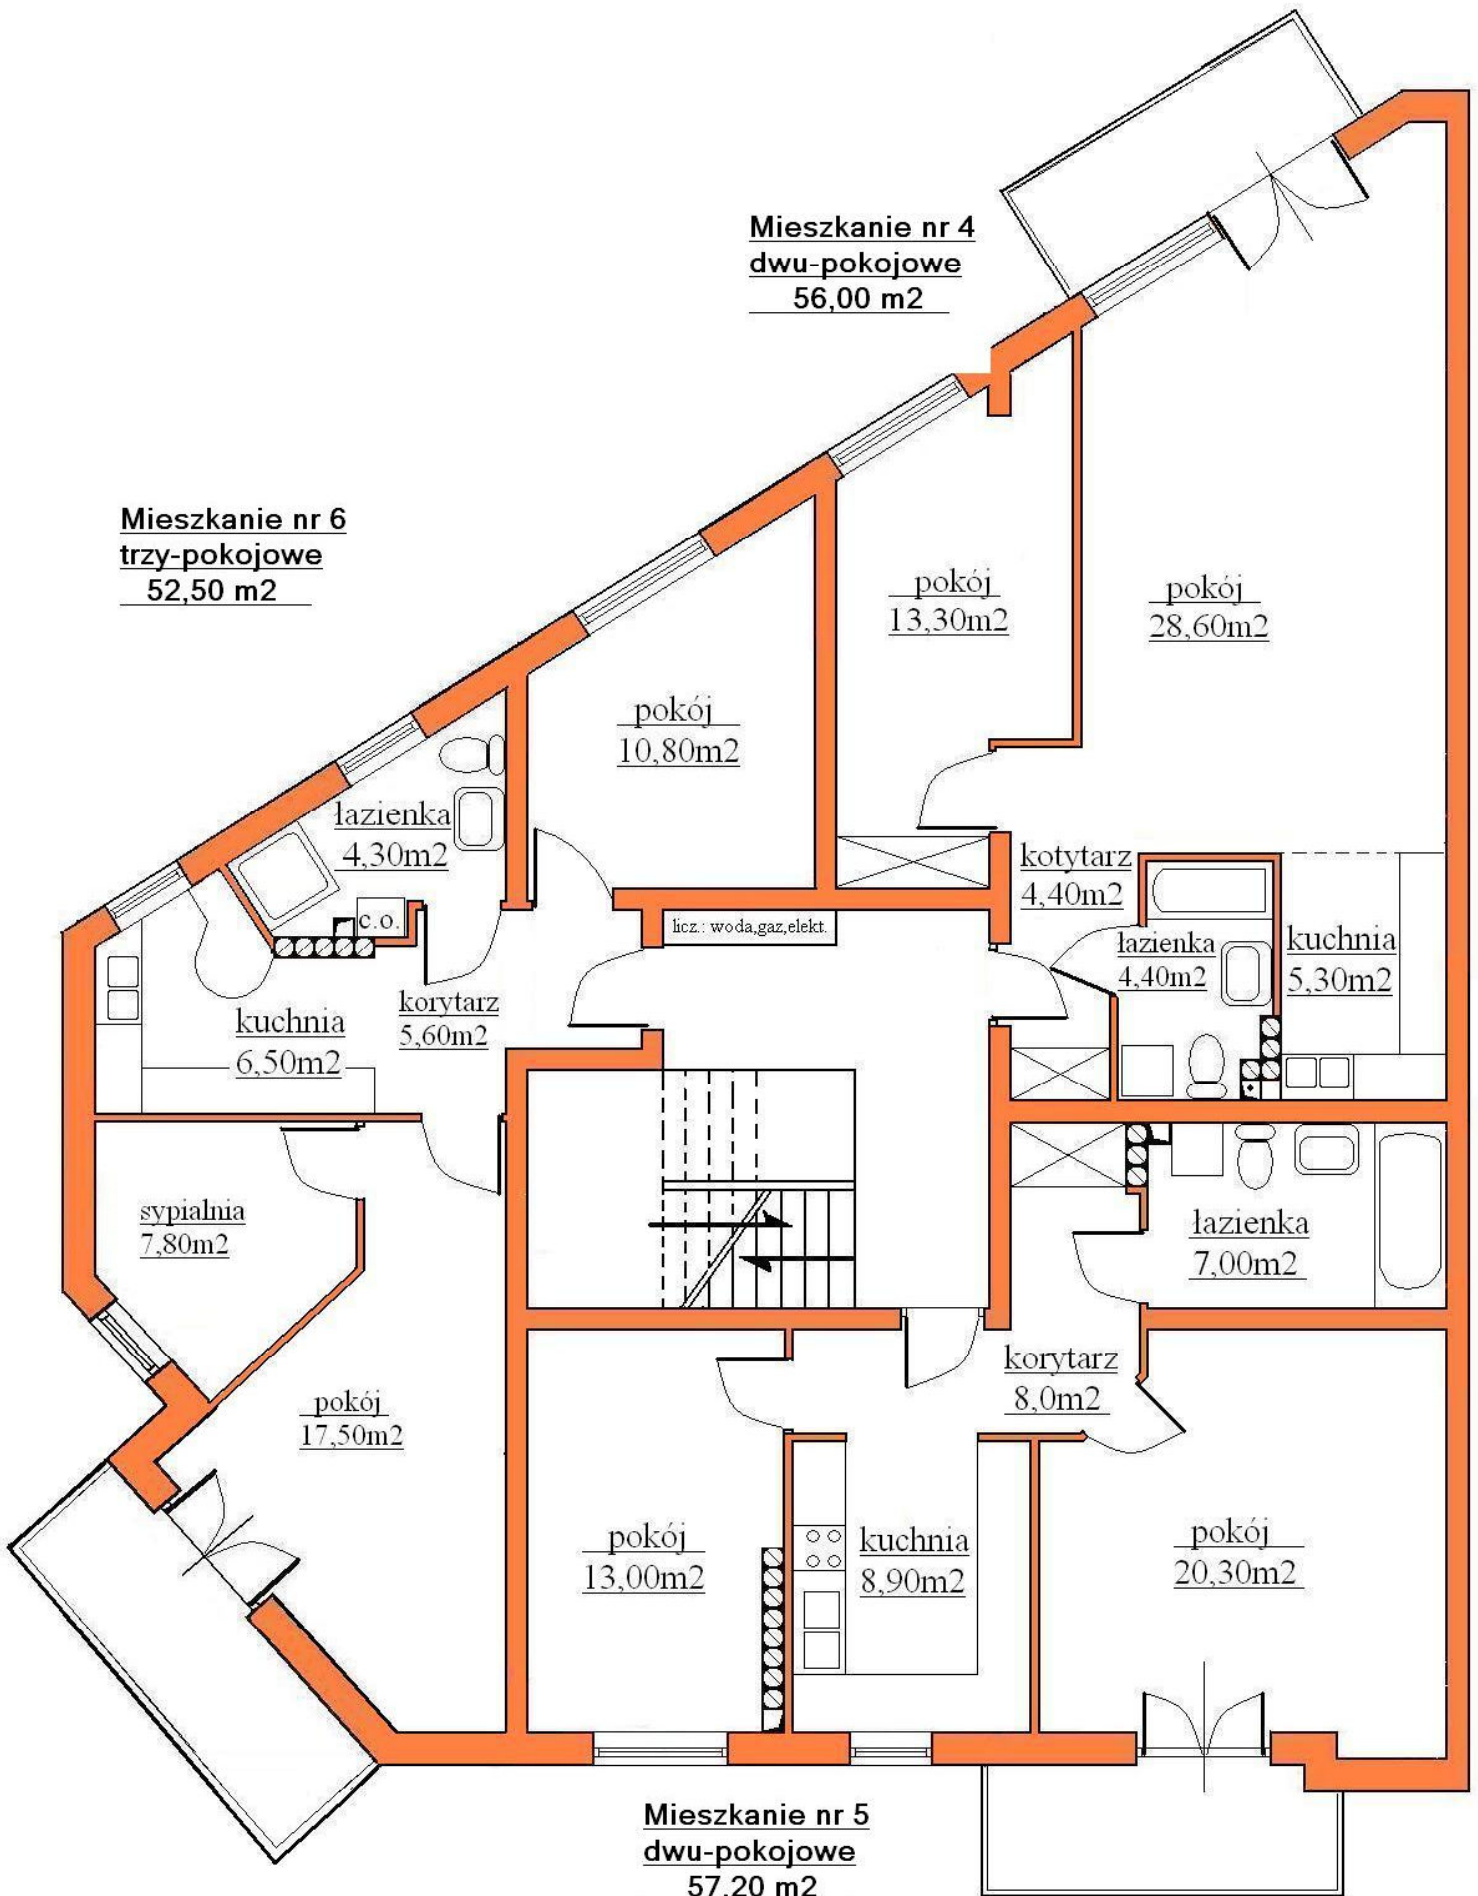 Mieszkanie nr 4
dwu-pokojowe
56,00 m2
Mieszkanie nr 6
trzy-pokojowe
52,50 m2
pokój
13,30m2
pokój
28,60m2
pokój
10,80m2
łazienka
4,30m2
c.o.
kotytarz
4,40m2
licz.: woda,gaz,elekt.
łazienka
4,40m2
kuchnia
5,30m2
korytarz
5,60m2
kuchnia
6,50m2
sypialnia
7,80m2
łazienka
7,00m2
korytarz
8,0m2
pokój
17,50m2
pokój
13,00m2
kuchnia
8,90m2
pokój
20,30m2
Mieszkanie nr 5
dwu-pokojowe
57,20 m2